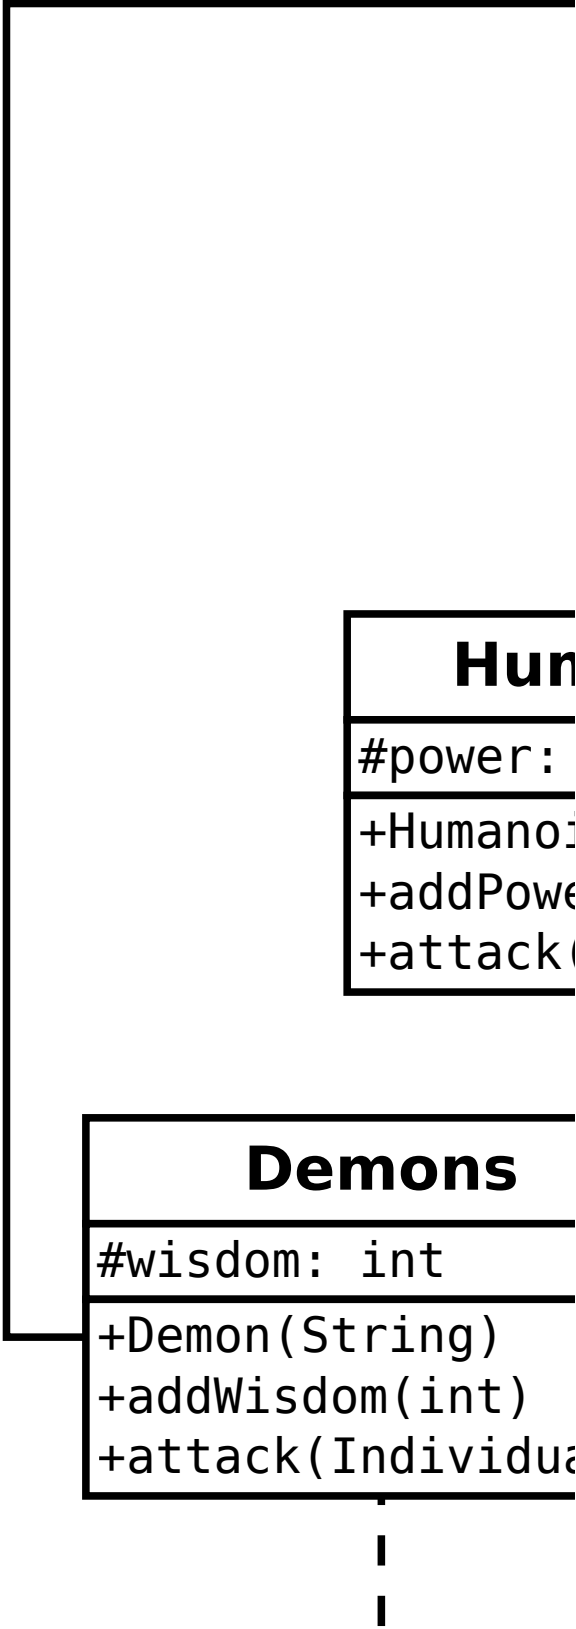 Hum
#power:
+Humanoi
+addPowe
+attack(
Demons
#wisdom: int
+Demon(String)
+addWisdom(int)
+attack(Individua